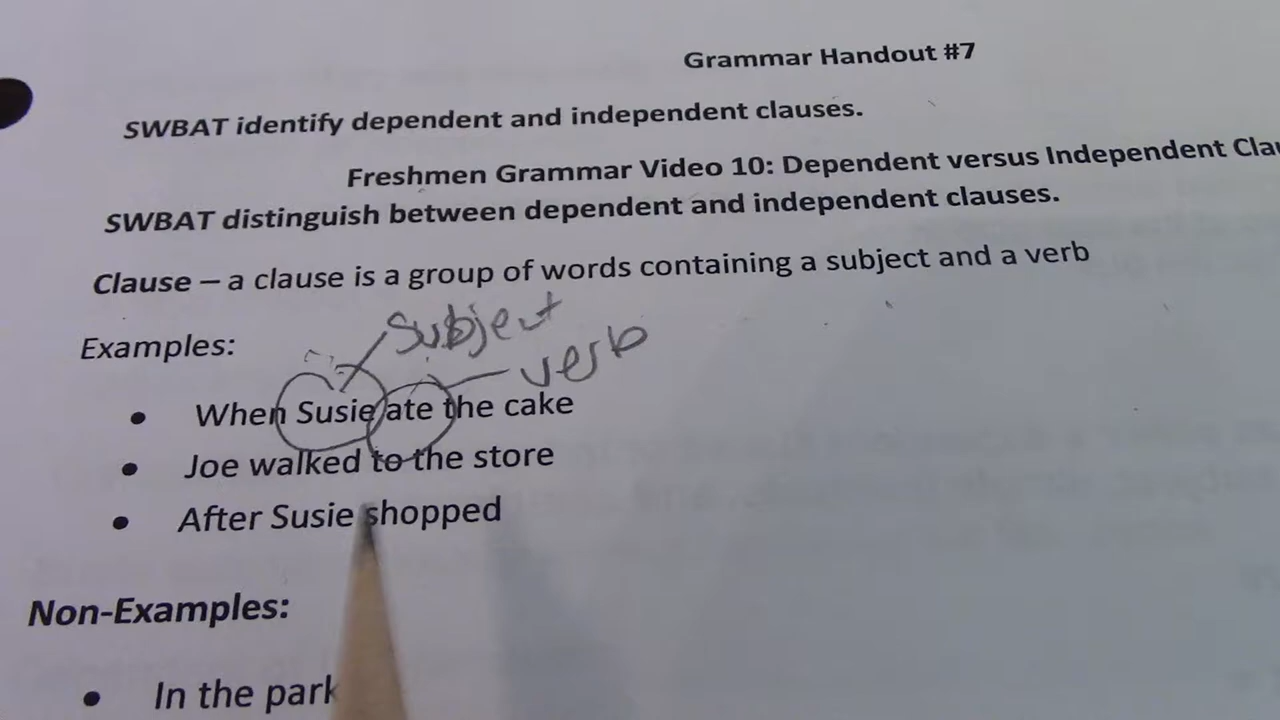 Grammar Handout #7
SWBAT identify dependent and independent clauses.
Freshmen Grammar Video 10: Dependent versus Independent Clau
SWBAT distinguish between dependent and independent clauses.
Clause – a clause is a group of words containing a subject and a verb
Subject
Examples:
verb
• When Susie ate the cake
• Joe walked to the store
• After Susie shopped
Non-Examples:
• In the park